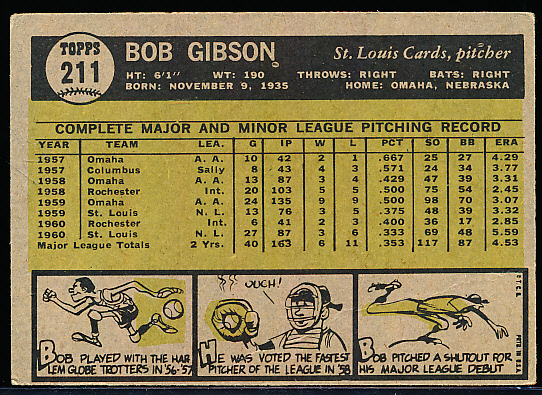 TOPPS
211
BOB GIBSON
St. Louis Cards, pitcher
HT: 6'1" WT: 190 THROWS: RIGHT BATS: RIGHT
BORN: NOVEMBER 9, 1935 HOME: OMAHA, NEBRASKA
COMPLETE MAJOR AND MINOR LEAGUE PITCHING RECORD
YEAR TEAM LEA. G IP W L PCT SO BB ERA
1957 Omaha A. A. 10 42 2 1 .667 25 27 4.29
1957 Columbus Sally 8 43 4 3 .571 24 34 3.77
1958 Omaha A. A. 13 87 3 4 .429 47 39 3.31
1958 Rochester Int. 20 103 5 5 .500 75 54 2.45
1959 Omaha A. A. 24 135 9 9 .500 98 70 3.07
1959 St. Louis N. L. 13 76 3 5 .375 48 39 3.32
1960 Rochester Int. 6 41 2 3 .400 36 17 2.85
1960 St. Louis N. L. 27 87 3 6 .333 69 48 5.59
Major League Totals 2 Yrs. 40 163 6 11 .353 117 87 4.53
OUCH!
BOB PLAYED WITH THE HAR
LEM GLOBE TROTTERS IN '56-'57
HE WAS VOTED THE FASTEST
PITCHER OF THE LEAGUE IN '58
BOB PITCHED A SHUTOUT FOR
HIS MAJOR LEAGUE DEBUT
© T.C.G.
PTD. IN U.S.A.